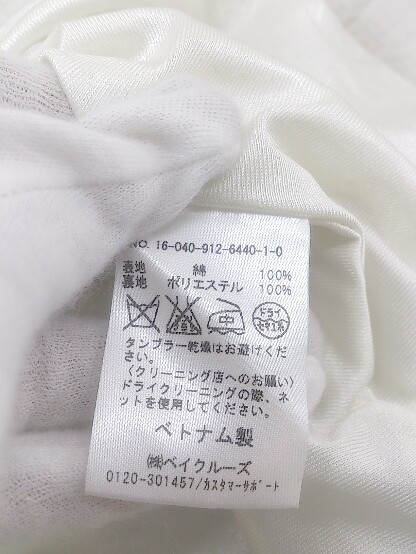 NO. 16-040-912-6440-1-0
表地 綿 100%
裏地 ポリエステル 100%
ドライ
セキユ系
タンブラー乾燥はお避けくだ
さい。
〈クリーニング店へのお願い〉
ドライクリーニングの際、ネ
ットを使用してください。
ベトナム製
㈱ベイクルーズ
0120-301457/カスタマーサポート